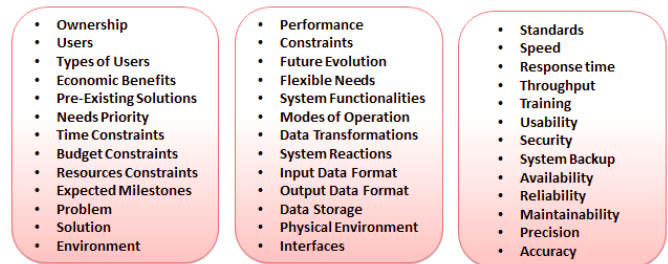 • Ownership
• Users
• Types of Users
• Economic Benefits
• Pre-Existing Solutions
• Needs Priority
• Time Constraints
• Budget Constraints
• Resources Constraints
• Expected Milestones
• Problem
• Solution
• Environment
• Performance
• Constraints
• Future Evolution
• Flexible Needs
• System Functionalities
• Modes of Operation
• Data Transformations
• System Reactions
• Input Data Format
• Output Data Format
• Data Storage
• Physical Environment
• Interfaces
• Standards
• Speed
• Response time
• Throughput
• Training
• Usability
• Security
• System Backup
• Availability
• Reliability
• Maintainability
• Precision
• Accuracy